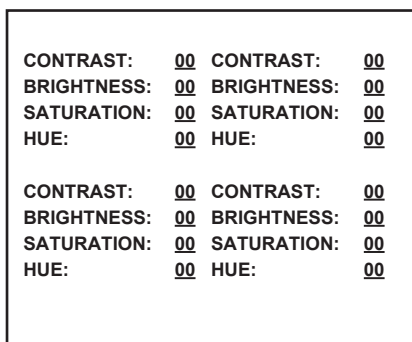 CONTRAST: 00 CONTRAST: 00
BRIGHTNESS: 00 BRIGHTNESS: 00
SATURATION: 00 SATURATION: 00
HUE: 00 HUE: 00
CONTRAST: 00 CONTRAST: 00
BRIGHTNESS: 00 BRIGHTNESS: 00
SATURATION: 00 SATURATION: 00
HUE: 00 HUE: 00